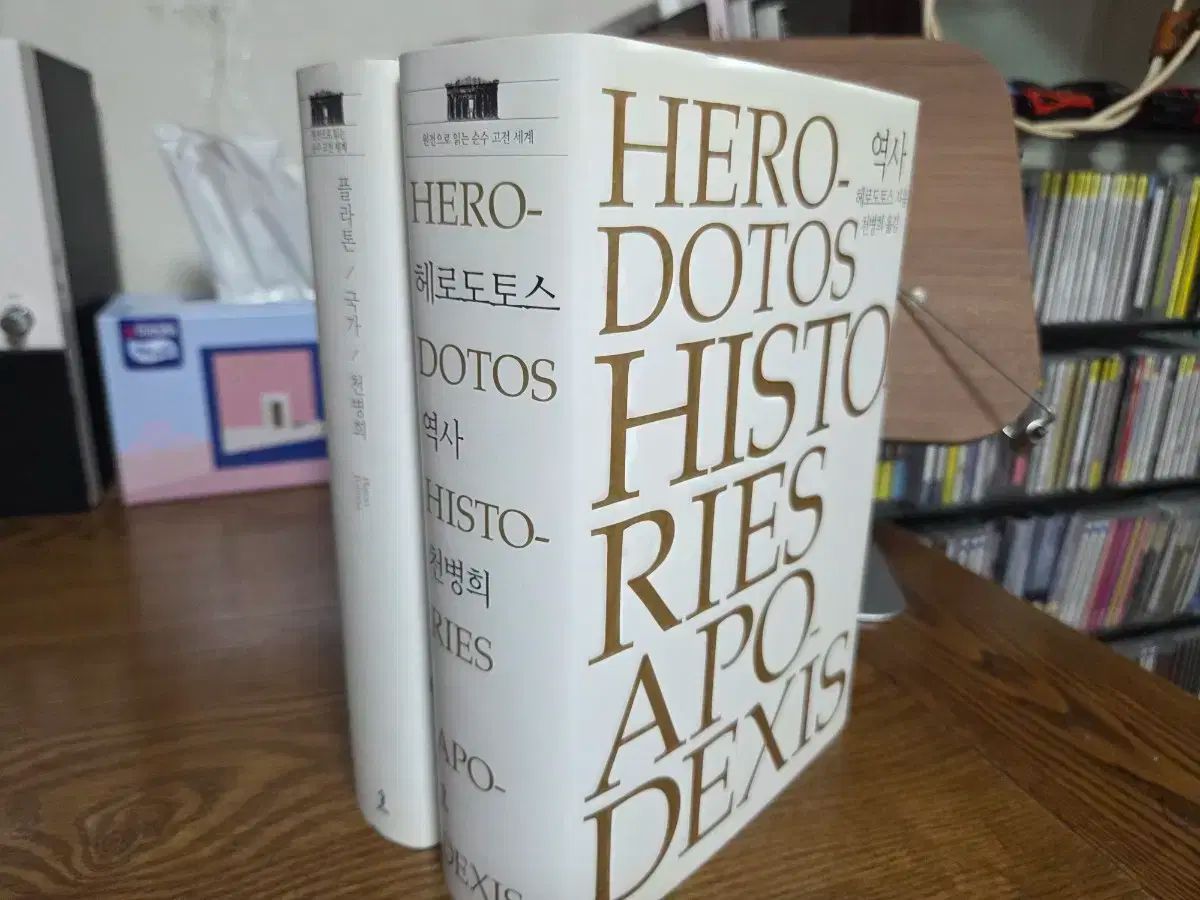 원전으로 읽는
순수 고전 세계
플라톤 / 국가 / 천병희
원전으로 읽는 순수 고전 세계
HERO-
헤로도토스
DOTOS
역사
HISTO-
천병희
RIES
APO-
DEXIS
HERO-
DOTOS
HISTO
RIES
APO-
DEXIS
역사
헤로도토스 지음
천병희 옮김